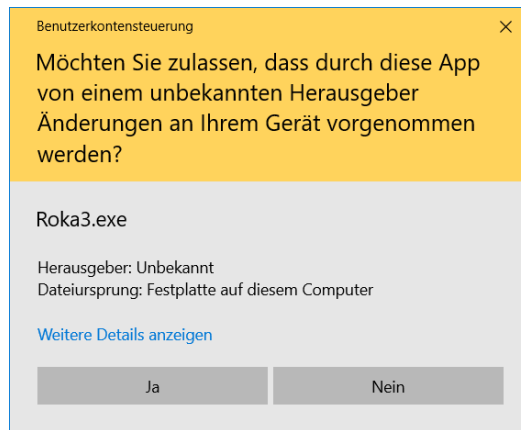 Benutzerkontensteuerung
Möchten Sie zulassen, dass durch diese App
von einem unbekannten Herausgeber
Änderungen an Ihrem Gerät vorgenommen
werden?
Roka3.exe
Herausgeber: Unbekannt
Dateiursprung: Festplatte auf diesem Computer
Weitere Details anzeigen
Ja
Nein